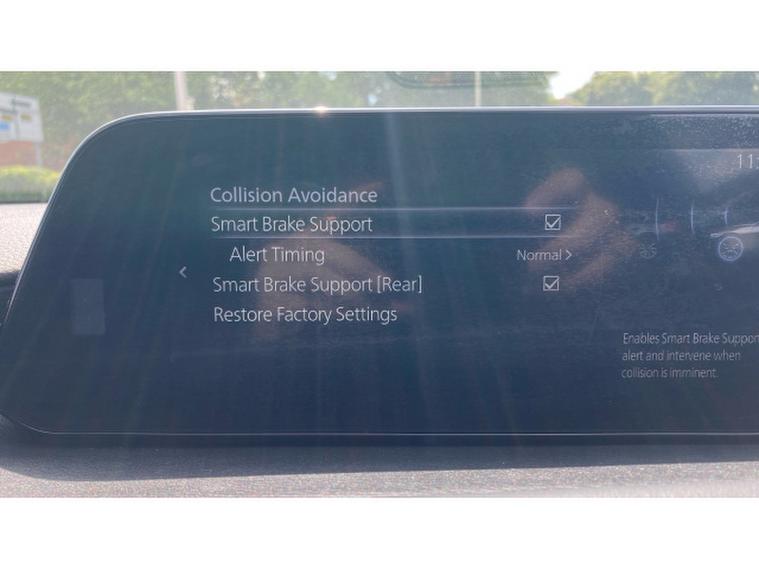 11:
Collision Avoidance
Smart Brake Support
Alert Timing Normal
Smart Brake Support [Rear]
Restore Factory Settings
Enables Smart Brake Suppor
alert and intervene when
collision is imminent.